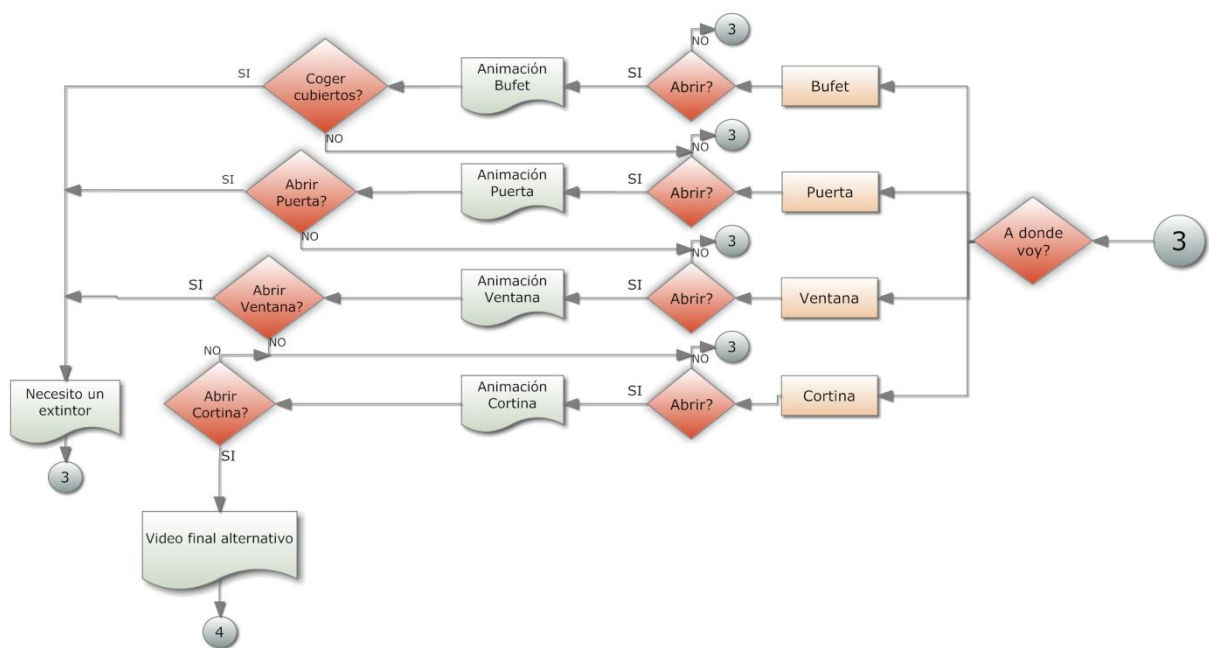 3
NO
SI
Coger
cubiertos?
Animación
Bufet
SI
Abrir?
Bufet
NO
3
NO
SI
Abrir
Puerta?
Animación
Puerta
SI
Abrir?
Puerta
A donde
voy?
3
NO
3
NO
SI
Abrir
Ventana?
Animación
Ventana
SI
Abrir?
Ventana
NO
NO
3
NO
Necesito un
extintor
Abrir
Cortina?
Animación
Cortina
SI
Abrir?
Cortina
3
SI
Video final alternativo
4